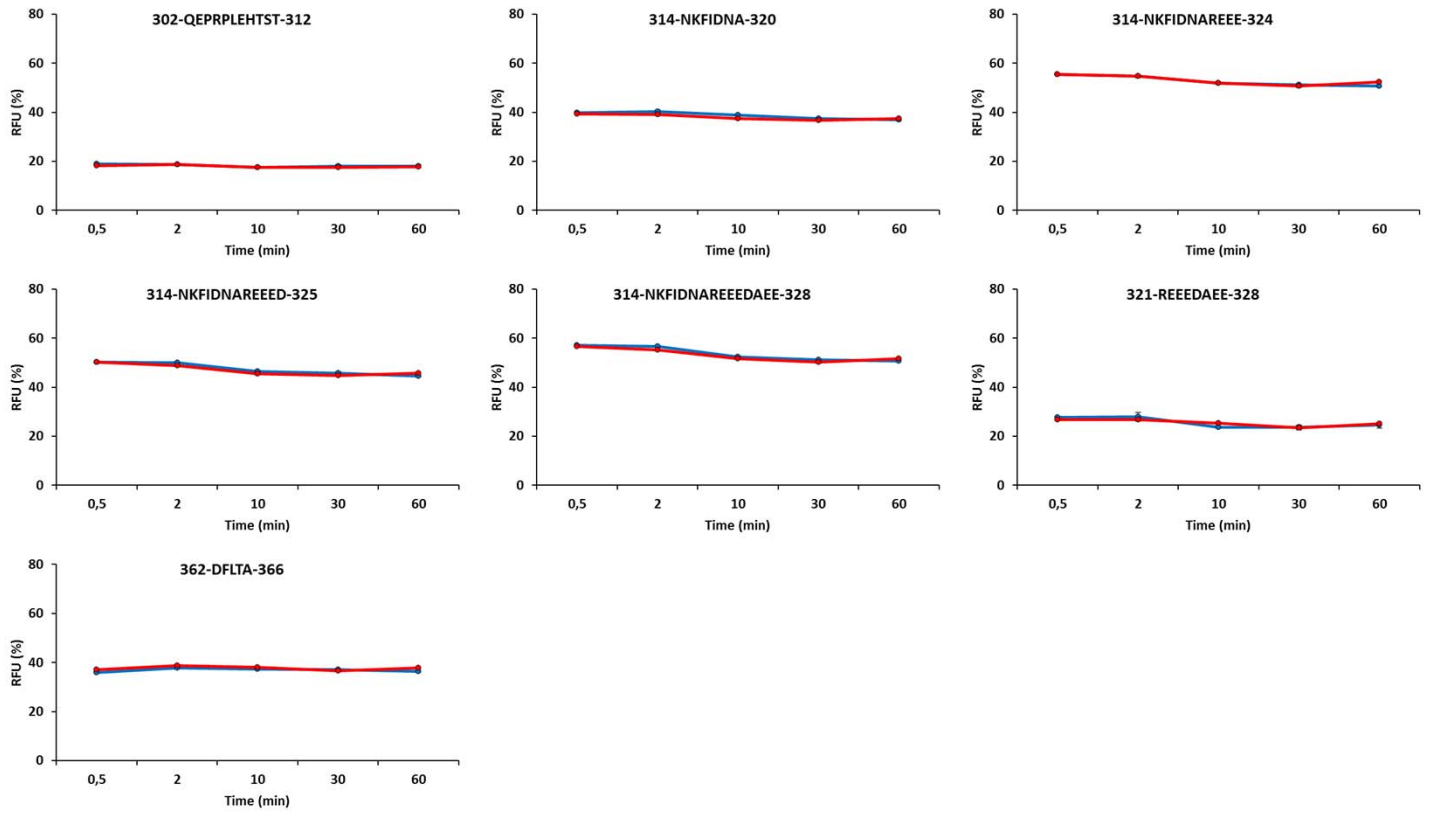 302-QEPRPLEHTST-312
80
60
40
20
0
RFU (%)
0,5 2 10 30 60
Time (min)
314-NKFIDNA-320
80
60
40
20
0
RFU (%)
0,5 2 10 30 60
Time (min)
314-NKFIDNAREEE-324
80
60
40
20
0
RFU (%)
0,5 2 10 30 60
Time (min)
314-NKFIDNAREEED-325
80
60
40
20
0
RFU (%)
0,5 2 10 30 60
Time (min)
314-NKFIDNAREEEDAEE-328
80
60
40
20
0
RFU (%)
0,5 2 10 30 60
Time (min)
321-REEEDAEE-328
80
60
40
20
0
RFU (%)
0,5 2 10 30 60
Time (min)
362-DFLTA-366
80
60
40
20
0
RFU (%)
0,5 2 10 30 60
Time (min)